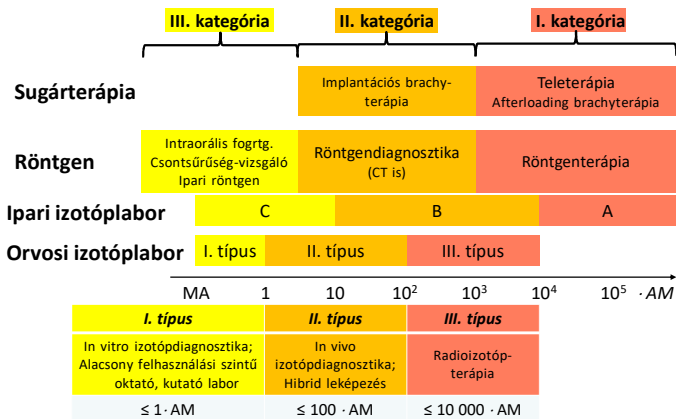 III. kategória
II. kategória
I. kategória
Sugárterápia
Implantációs brachy-
terápia
Teleterápia
Afterloading brachyterápia
Röntgen
Intraorális fogrtg.
Csontsűrűség-vizsgáló
Ipari röntgen
Röntgendiagnosztika
(CT is)
Röntgenterápia
Ipari izotóplabor
C
B
A
Orvosi izotóplabor
I. típus
II. típus
III. típus
MA
1
10
10²
10³
10⁴
10⁵
· AM
I. típus
II. típus
III. típus
In vitro izotópdiagnosztika;
Alacsony felhasználási szintű
oktató, kutató labor
In vivo
izotópdiagnosztika;
Hibrid leképezés
Radioizotóp-
terápia
≤ 1· AM
≤ 100 · AM
≤ 10 000 · AM